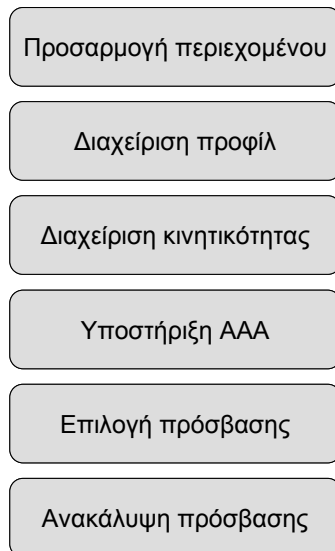 Προσαρμογή περιεχομένου
Διαχείριση προφίλ
Διαχείριση κινητικότητας
Υποστήριξη ΑΑΑ
Επιλογή πρόσβασης
Ανακάλυψη πρόσβασης